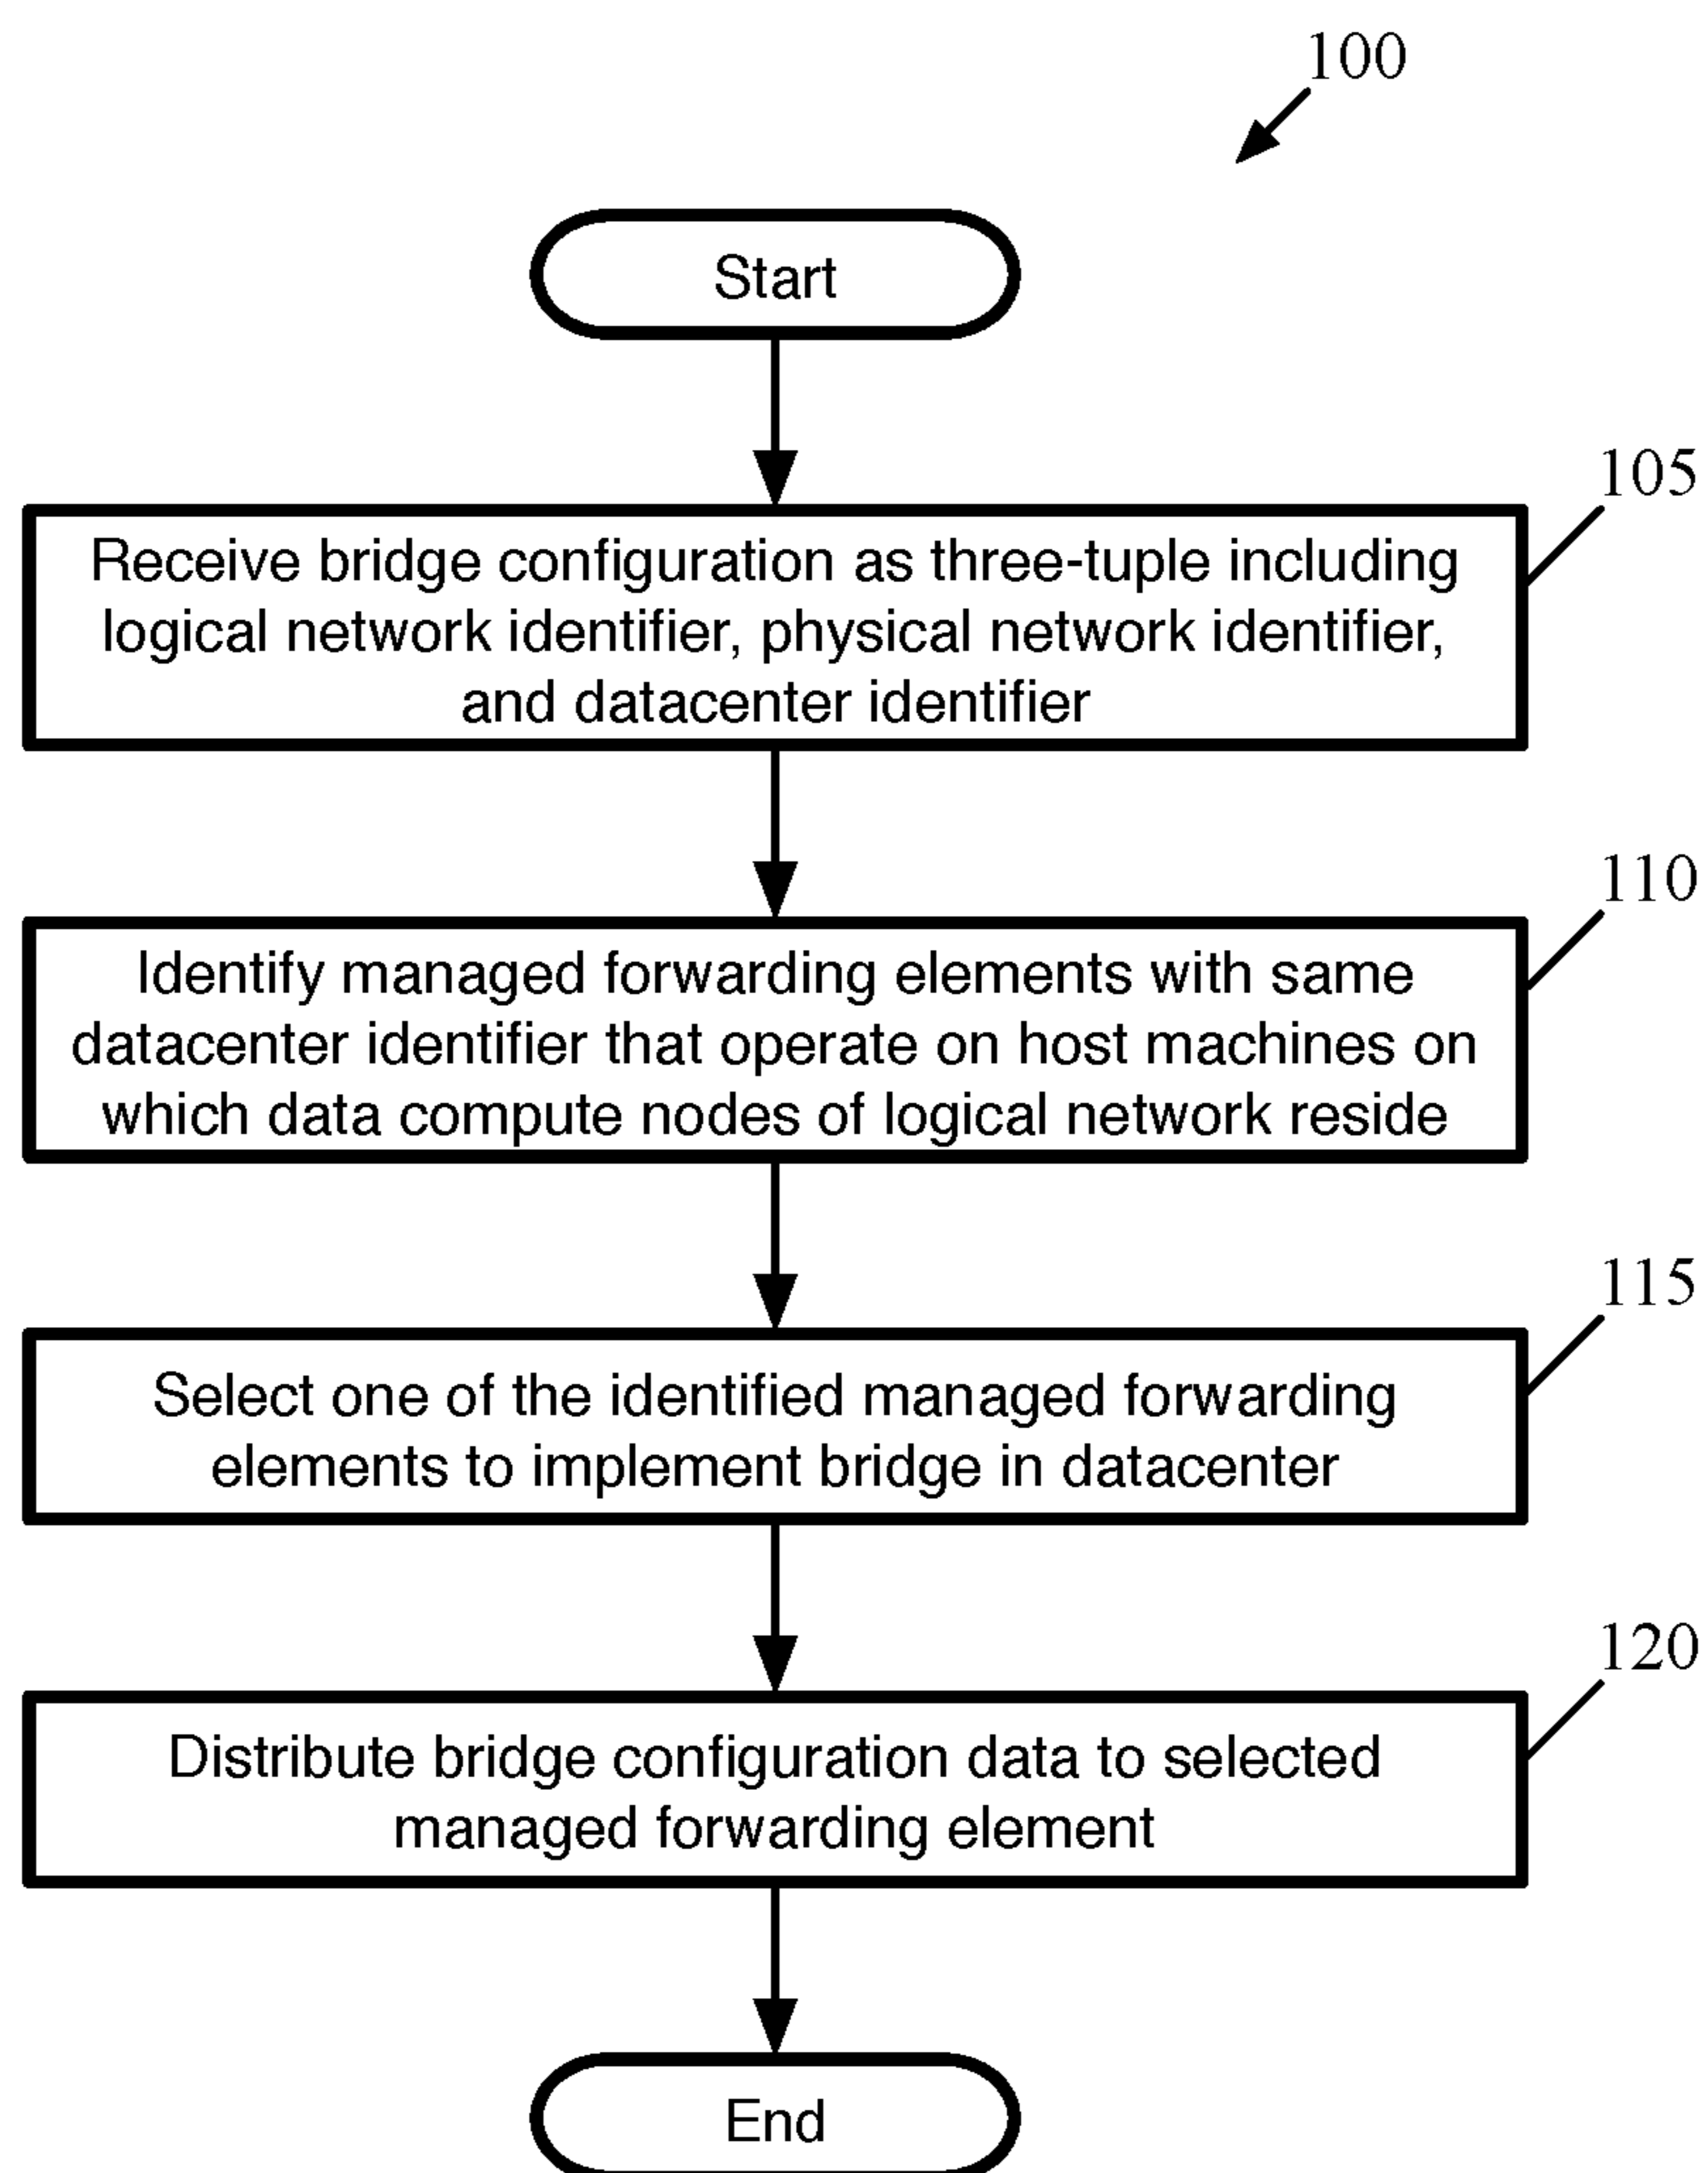 100
Start
105
Receive bridge configuration as three-tuple including
logical network identifier, physical network identifier,
and datacenter identifier
110
Identify managed forwarding elements with same
datacenter identifier that operate on host machines on
which data compute nodes of logical network reside
115
Select one of the identified managed forwarding
elements to implement bridge in datacenter
120
Distribute bridge configuration data to selected
managed forwarding element
End